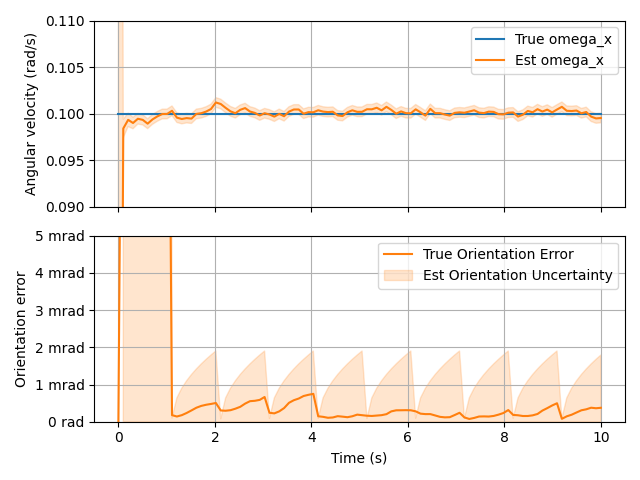 0.110
0.105
0.100
0.095
0.090
Angular velocity (rad/s)
True omega_x
Est omega_x
5 mrad
4 mrad
3 mrad
2 mrad
1 mrad
0 rad
Orientation error
True Orientation Error
Est Orientation Uncertainty
0 2 4 6 8 10
Time (s)